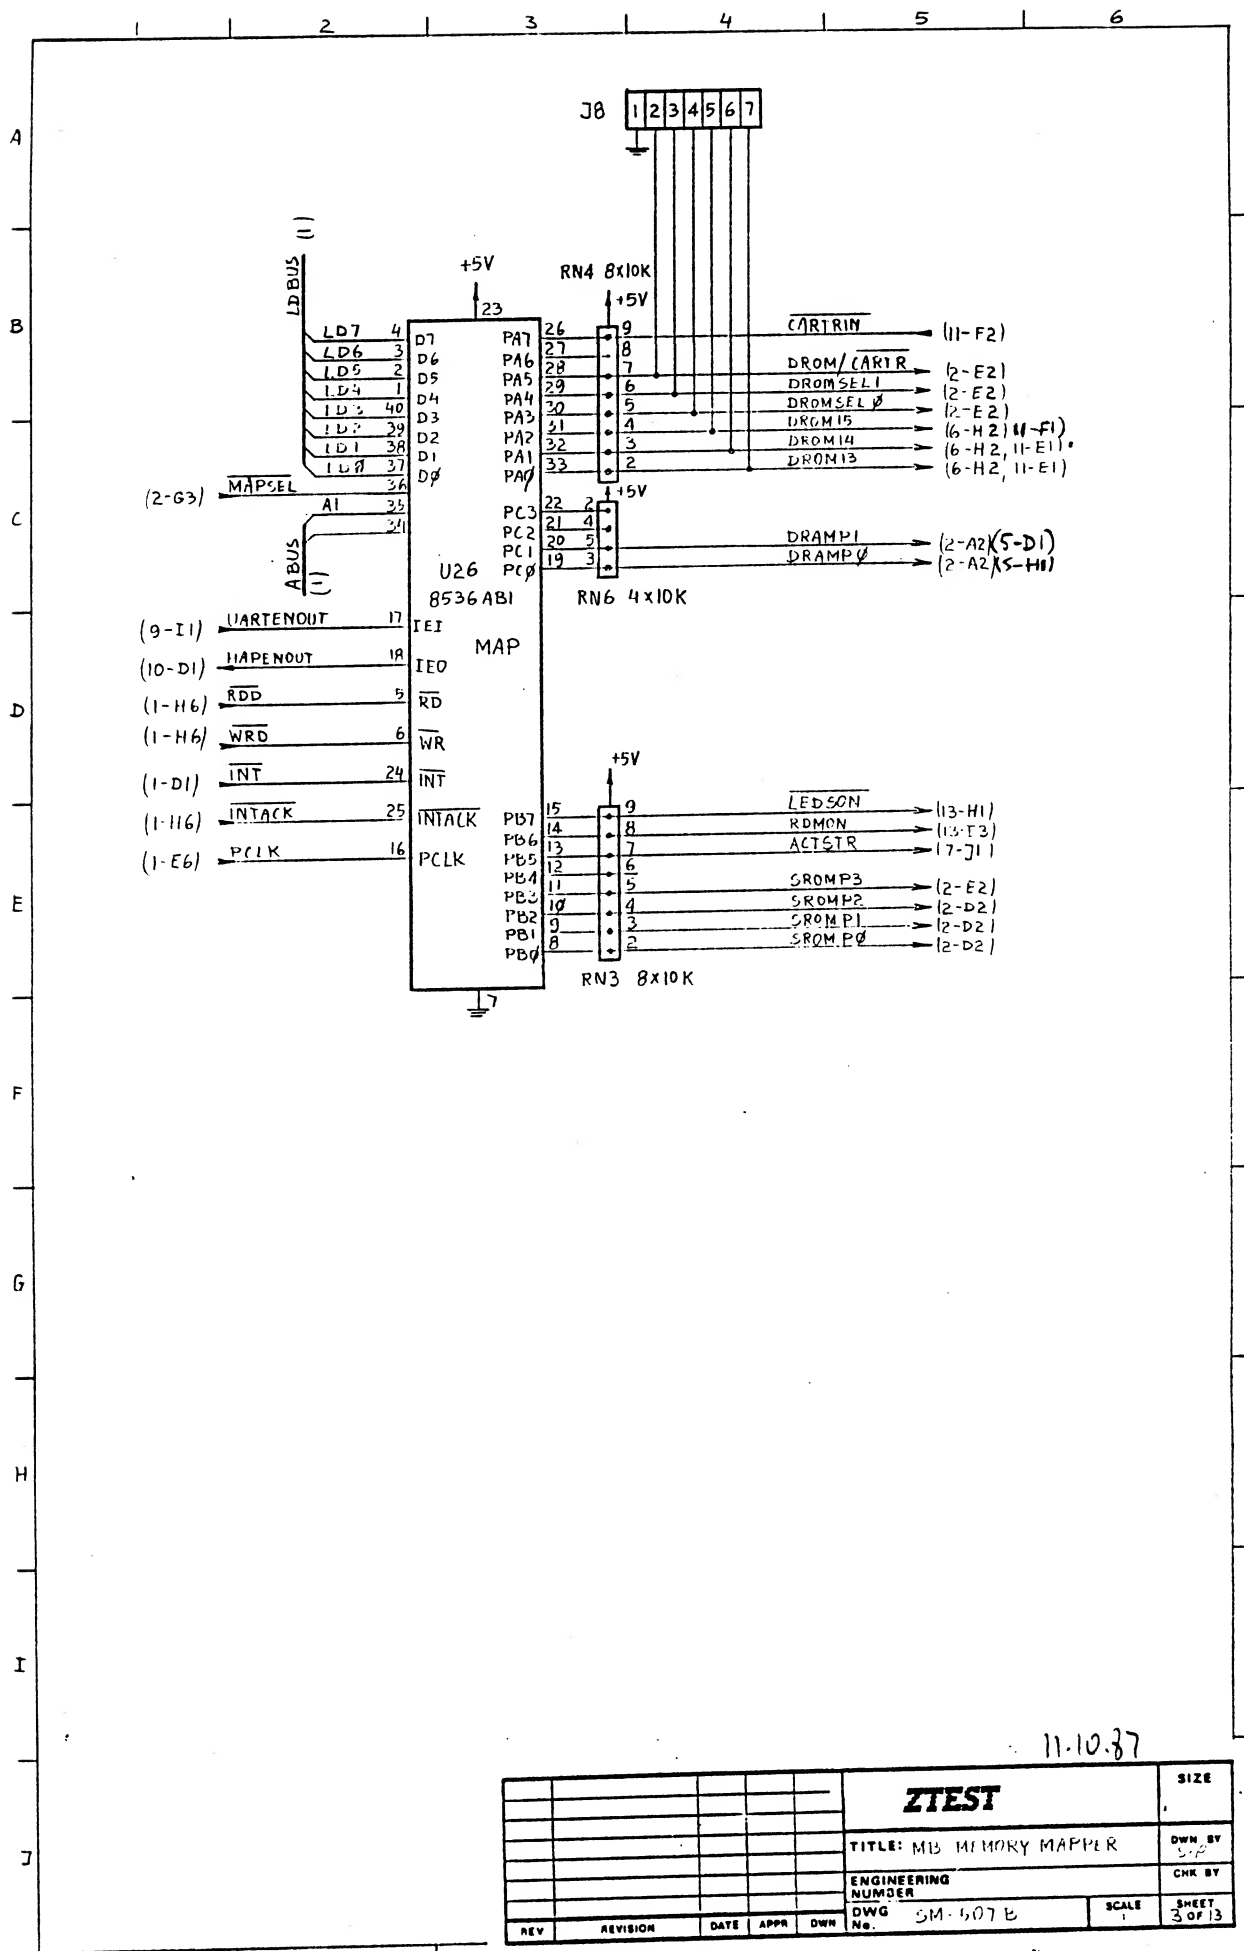 1 2 3 4 5 6
A
J8 1 2 3 4 5 6 7
LDBUS (1)
+5V
23
RN4 8x10K
+5V
B
LD7 4 D7 PA7 26 9 CARTRIN (11-F2)
LD6 3 D6 PA6 27 8
LD5 2 D5 PA5 28 7 DROM/CARTR (2-E2)
LD4 1 D4 PA4 29 6 DROMSEL1 (2-E2)
LD3 40 D3 PA3 30 5 DROMSELØ (2-E2)
LD2 39 D2 PA2 31 4 DROM15 (6-H2) 11-F1)
LD1 38 D1 PA1 32 3 DROM14 (6-H2, 11-E1)
LDØ 37 DØ PAØ 33 2 DROM13 (6-H2, 11-E1)
(2-G3) MAPSEL 36
+5V
C
A1 35 PC3 22 2
34 PC2 21 4
ABUS (1)
PC1 20 5 DRAMP1 (2-A2)(5-D1)
PCØ 19 3 DRAMPØ (2-A2)(5-H1)
U26
8536AB1
MAP
RN6 4x10K
(9-I1) UARTENOUT 17 IEI
(10-D1) MAPENOUT 18 IEO
D
(1-H6) RDD 5 RD
(1-H6) WRD 6 WR
(1-D1) INT 24 INT
(1-H6) INTACK 25 INTACK
(1-E6) PCLK 16 PCLK
+5V
PB7 15 9 LEDSON (13-H1)
PB6 14 8 RDMON (13-F3)
PB5 13 7 ACTSTR (7-J1)
PB4 12 6
E
PB3 11 5 SROMP3 (2-E2)
PB2 10 4 SROMP2 (2-D2)
PB1 9 3 SROMP1 (2-D2)
PBØ 8 2 SROMPØ (2-D2)
RN3 8x10K
7
F
G
H
I
J
11.10.87
ZTEST
SIZE
TITLE: MB MEMORY MAPPER
DWN BY
ENGINEERING NUMBER
CHK BY
DWG No. SM-507B
SCALE
SHEET 3 OF 13
REV REVISION DATE APPR DWN